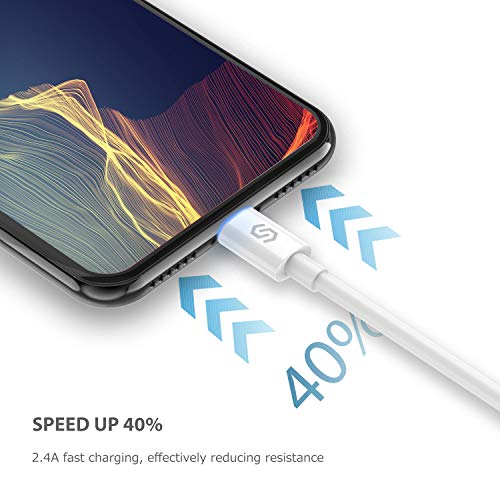 40%
SPEED UP 40%
2.4A fast charging, effectively reducing resistance